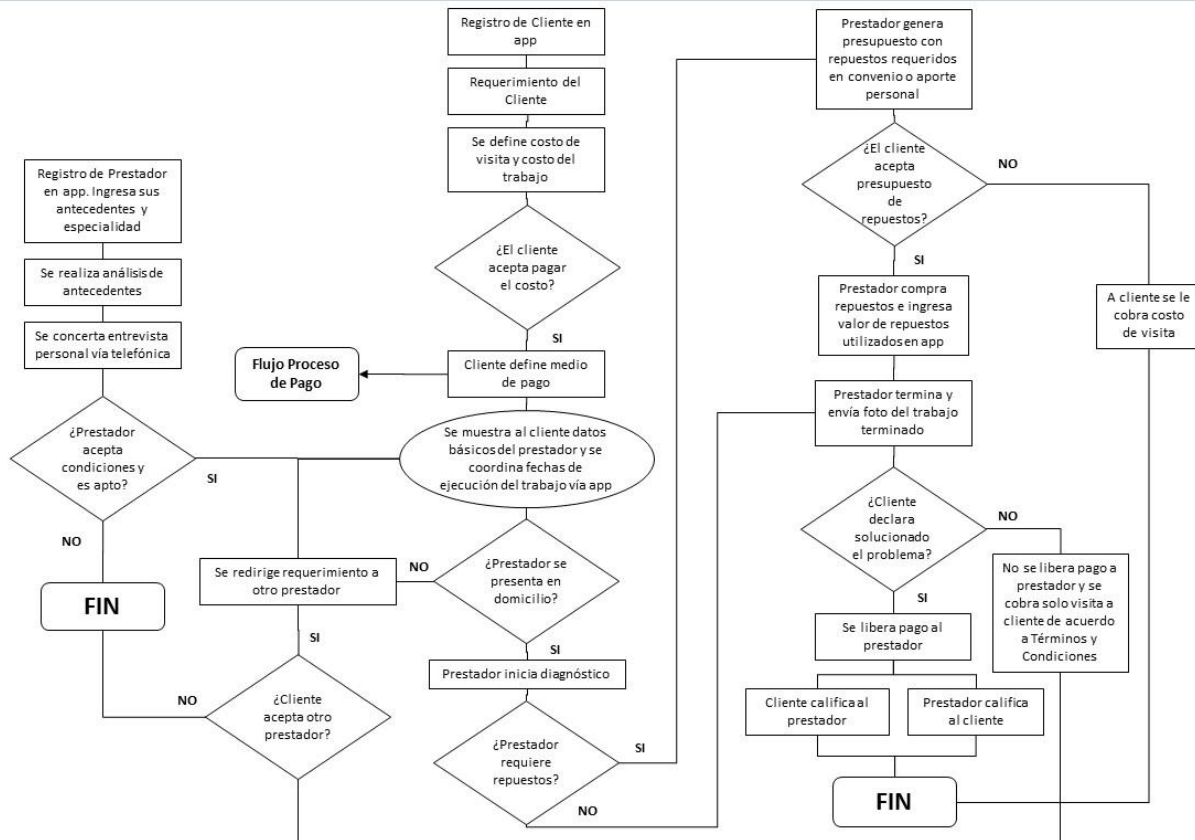 Registro de Prestador
en app. Ingresa sus
antecedentes y
especialidad
Se realiza análisis de
antecedentes
Se concerta entrevista
personal vía telefónica
¿Prestador
acepta
condiciones y
es apto?
SI
NO
FIN
Registro de Cliente en
app
Requerimiento del
Cliente
Se define costo de
visita y costo del
trabajo
¿El cliente
acepta pagar
el costo?
SI
Cliente define medio
de pago
Flujo Proceso
de Pago
Se muestra al cliente datos
básicos del prestador y se
coordina fechas de
ejecución del trabajo vía app
¿Prestador se
presenta en
domicilio?
NO
Se redirige requerimiento a
otro prestador
SI
¿Cliente
acepta otro
prestador?
NO
SI
Prestador inicia diagnóstico
¿Prestador
requiere
repuestos?
SI
NO
Prestador genera
presupuesto con
repuestos requeridos
en convenio o aporte
personal
¿El cliente
acepta
presupuesto
de
repuestos?
NO
SI
A cliente se le
cobra costo
de visita
Prestador compra
repuestos e ingresa
valor de repuestos
utilizados en app
Prestador termina y
envía foto del trabajo
terminado
¿Cliente
declara
solucionado
el problema?
NO
No se libera pago a
prestador y se
cobra solo visita a
cliente de acuerdo
a Términos y
Condiciones
SI
Se libera pago al
prestador
Cliente califica al
prestador
Prestador califica
al cliente
FIN